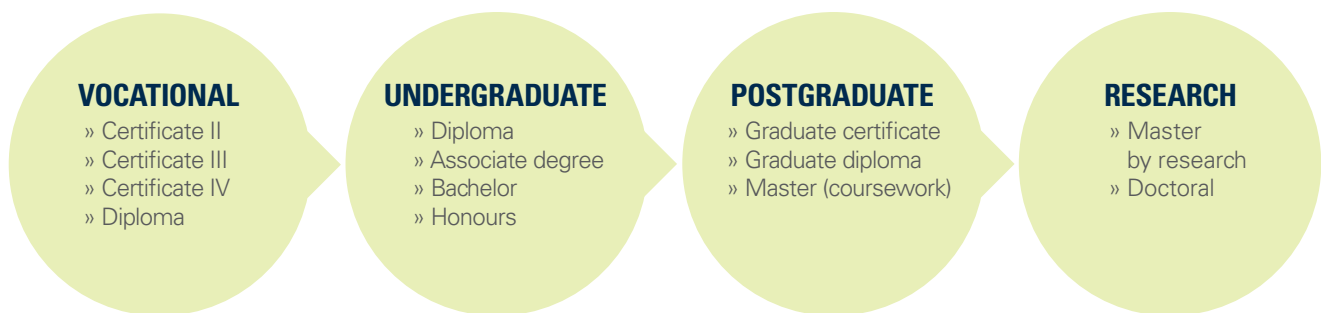 VOCATIONAL
» Certificate II
» Certificate III
» Certificate IV
» Diploma
UNDERGRADUATE
» Diploma
» Associate degree
» Bachelor
» Honours
POSTGRADUATE
» Graduate certificate
» Graduate diploma
» Master (coursework)
RESEARCH
» Master
by research
» Doctoral